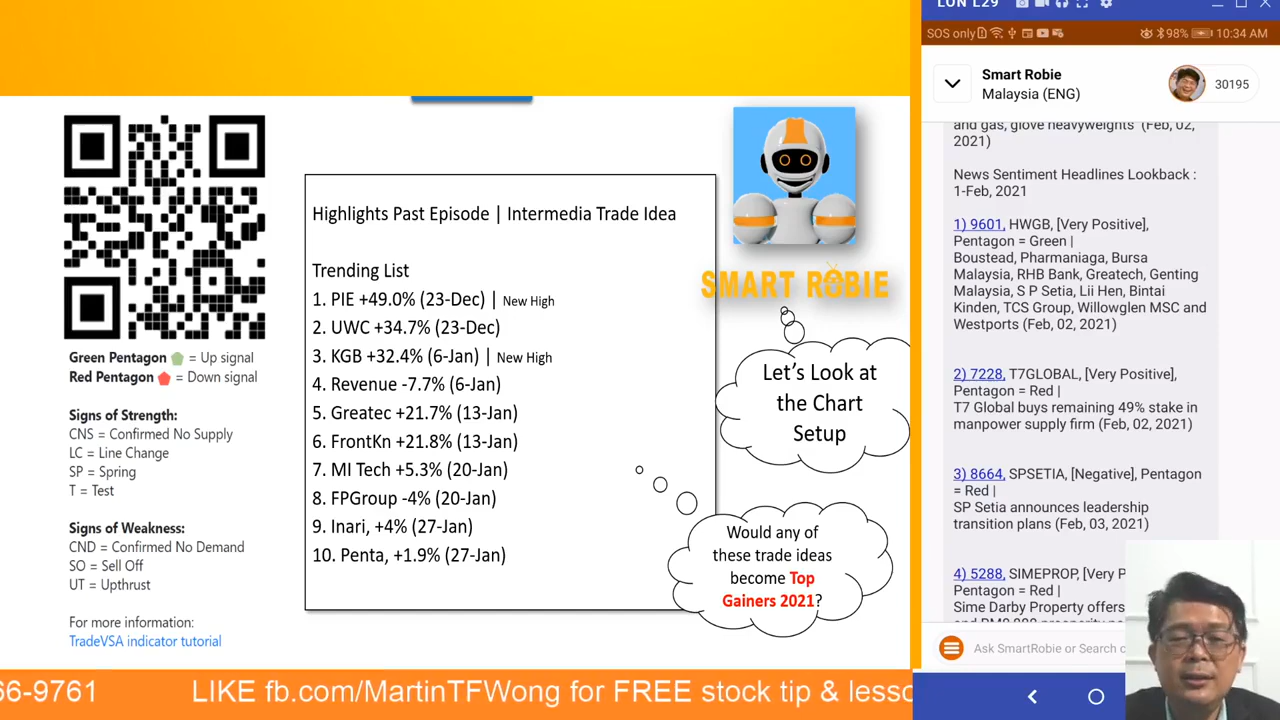 Highlights Past Episode | Intermedia Trade Idea
Trending List
1. PIE +49.0% (23-Dec) | New High
2. UWC +34.7% (23-Dec)
3. KGB +32.4% (6-Jan) | New High
4. Revenue -7.7% (6-Jan)
5. Greatec +21.7% (13-Jan)
6. FrontKn +21.8% (13-Jan)
7. MI Tech +5.3% (20-Jan)
8. FPGroup -4% (20-Jan)
9. Inari, +4% (27-Jan)
10. Penta, +1.9% (27-Jan)
Green Pentagon = Up signal
Red Pentagon = Down signal
Signs of Strength:
CNS = Confirmed No Supply
LC = Line Change
SP = Spring
T = Test
Signs of Weakness:
CND = Confirmed No Demand
SO = Sell Off
UT = Upthrust
For more information:
TradeVSA indicator tutorial
SMART ROBIE
Let's Look at
the Chart
Setup
Would any of
these trade ideas
become Top
Gainers 2021?
LON L29
SOS only 98% 10:34 AM
Smart Robie
Malaysia (ENG)
30195
and gas, glove heavyweights (Feb, 02,
2021)
News Sentiment Headlines Lookback :
1-Feb, 2021
1) 9601, HWGB, [Very Positive],
Pentagon = Green |
Boustead, Pharmaniaga, Bursa
Malaysia, RHB Bank, Greatech, Genting
Malaysia, S P Setia, Lii Hen, Bintai
Kinden, TCS Group, Willowglen MSC and
Westports (Feb, 02, 2021)
2) 7228, T7GLOBAL, [Very Positive],
Pentagon = Red |
T7 Global buys remaining 49% stake in
manpower supply firm (Feb, 02, 2021)
3) 8664, SPSETIA, [Negative], Pentagon
= Red |
SP Setia announces leadership
transition plans (Feb, 03, 2021)
4) 5288, SIMEPROP, [Very P
Pentagon = Red |
Sime Darby Property offers
Ask SmartRobie or Search o
66-9761 LIKE fb.com/MartinTFWong for FREE stock tip & lesso